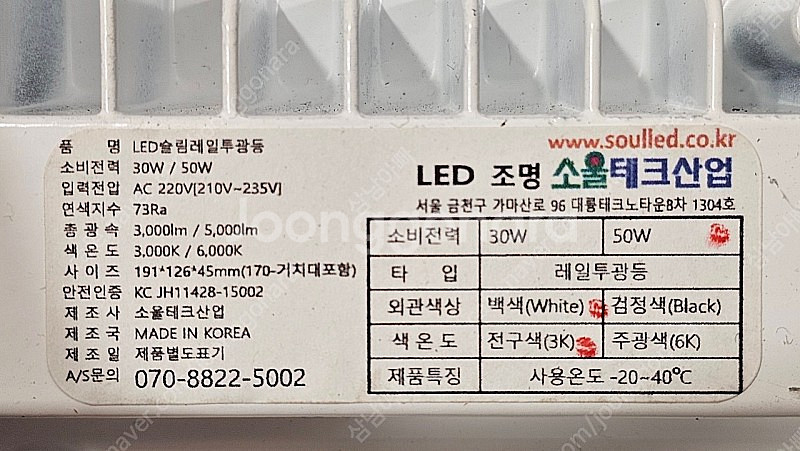 품 명 LED슬림레일투광등
소비전력 30W / 50W
입력전압 AC 220V[210V~235V]
연색지수 73Ra
총 광 속 3,000lm / 5,000lm
색 온 도 3,000K / 6,000K
사 이 즈 191*126*45mm(170-거치대포함)
안전인증 KC JH11428-15002
제 조 사 소울테크산업
제 조 국 MADE IN KOREA
제 조 일 제품별도표기
A/S문의 070-8822-5002
www.soulled.co.kr
LED 조명 소울테크산업
서울 금천구 가마산로 96 대륭테크노타운8차 1304호
소비전력 30W 50W
타 입 레일투광등
외관색상 백색(White) 검정색(Black)
색 온 도 전구색(3K) 주광색(6K)
제품특징 사용온도 -20~40℃
joongonara